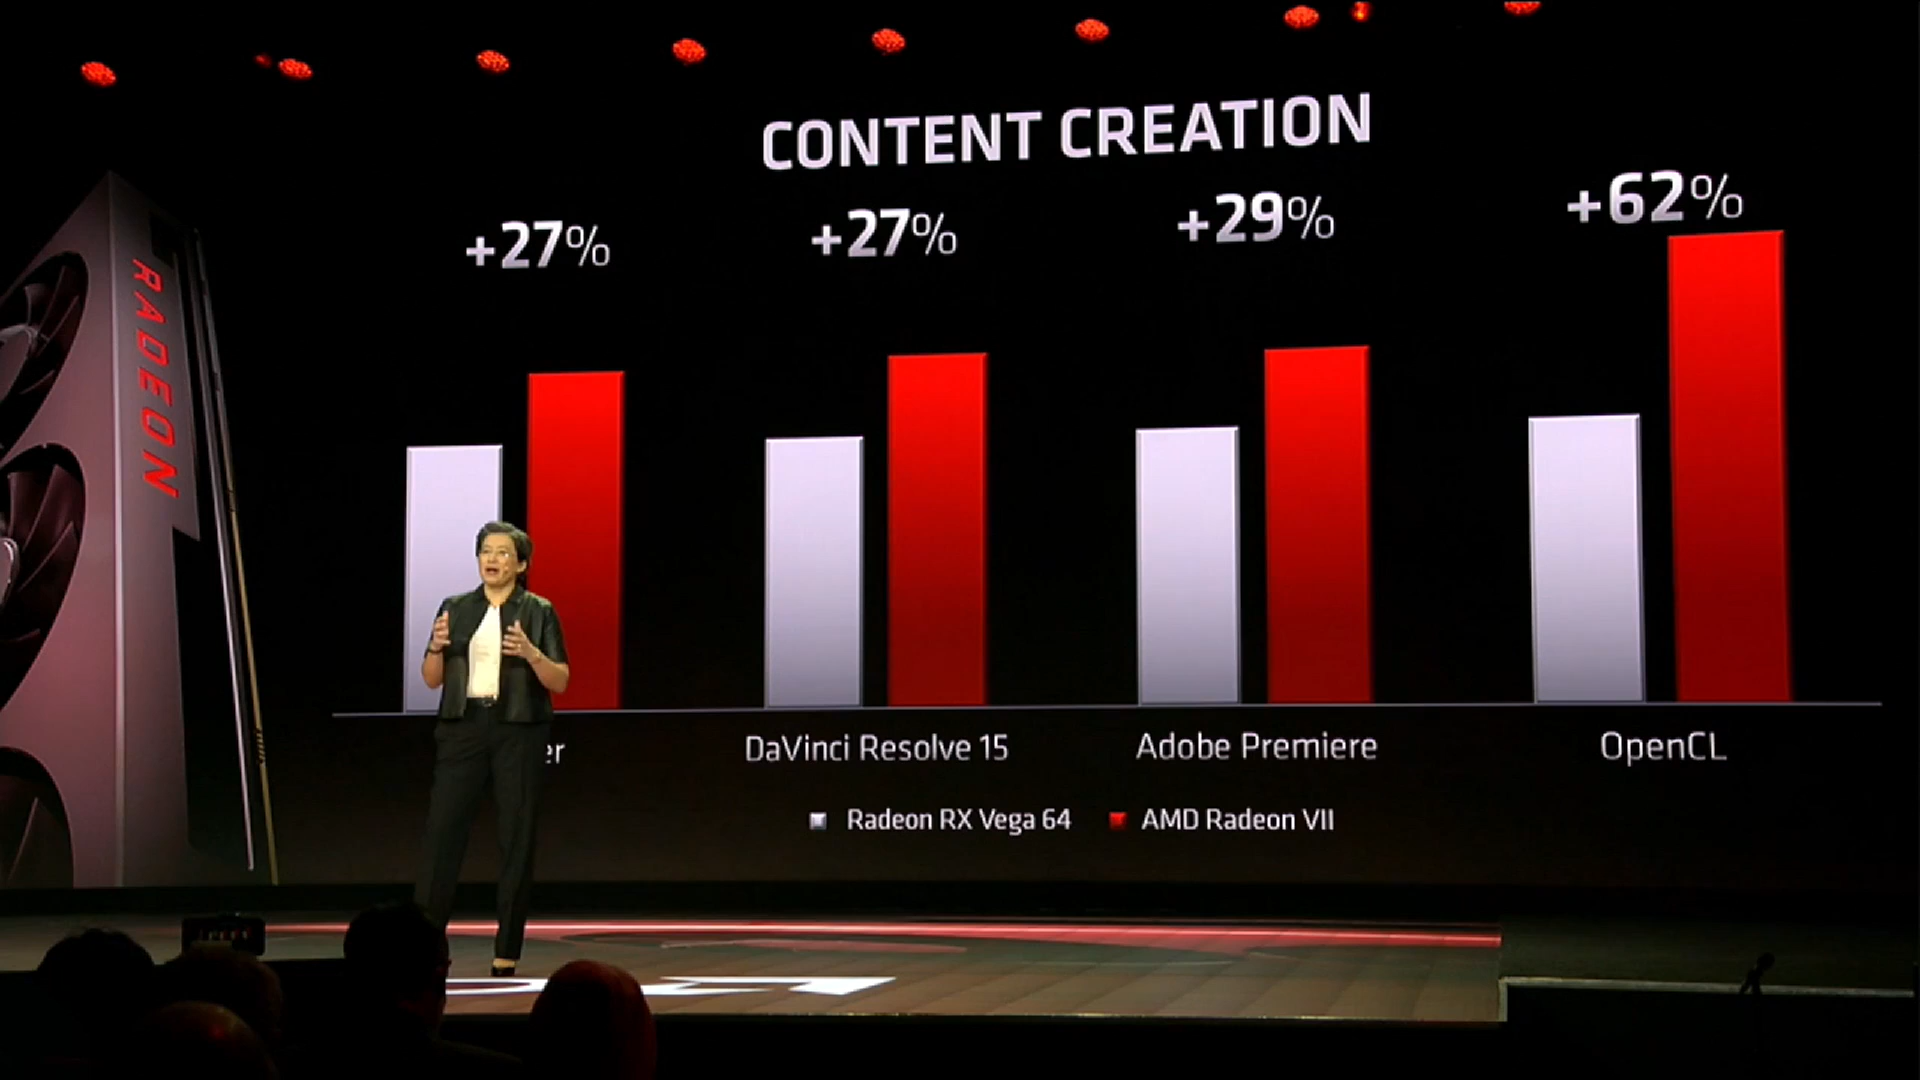 CONTENT CREATION
+27%
+27%
+29%
+62%
RADEON
DaVinci Resolve 15
Adobe Premiere
OpenCL
Radeon RX Vega 64
AMD Radeon VII